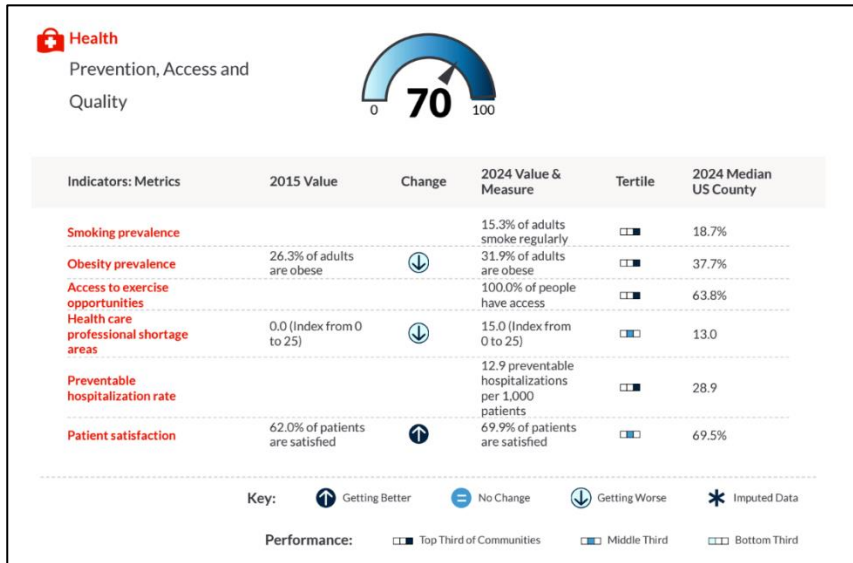 Health
Prevention, Access and
Quality
0
70
100
Indicators: Metrics
2015 Value
Change
2024 Value &
Measure
Tertile
2024 Median
US County
Smoking prevalence
15.3% of adults
smoke regularly
18.7%
Obesity prevalence
26.3% of adults
are obese
31.9% of adults
are obese
37.7%
Access to exercise
opportunities
100.0% of people
have access
63.8%
Health care
professional shortage
areas
0.0 (Index from 0
to 25)
15.0 (Index from
0 to 25)
13.0
Preventable
hospitalization rate
12.9 preventable
hospitalizations
per 1,000
patients
28.9
Patient satisfaction
62.0% of patients
are satisfied
69.9% of patients
are satisfied
69.5%
Key: Getting Better No Change Getting Worse Imputed Data
Performance: Top Third of Communities Middle Third Bottom Third